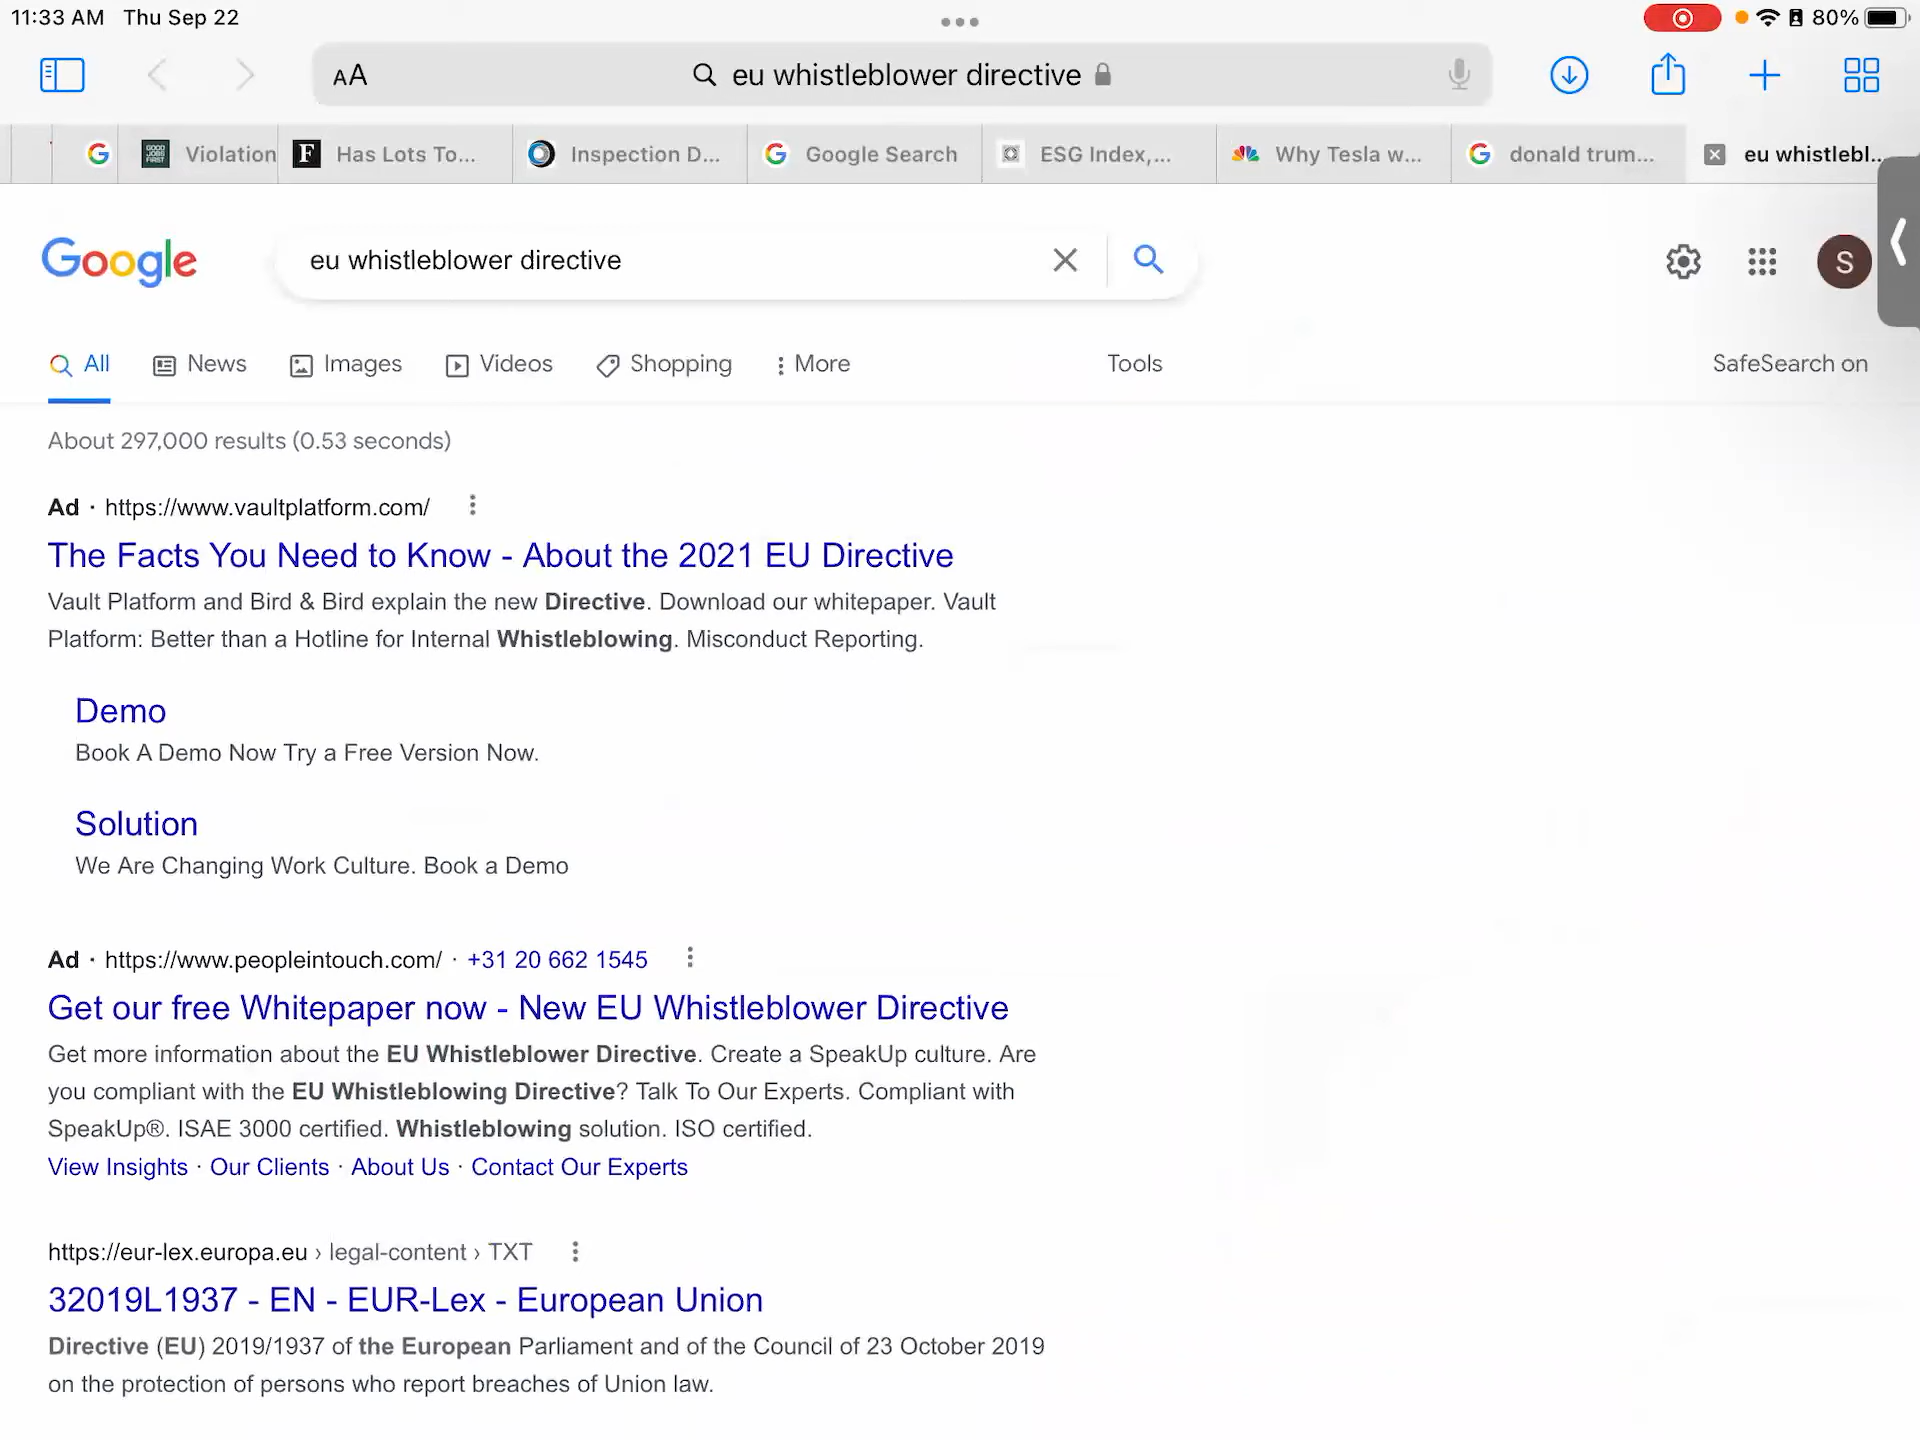 11:33 AM Thu Sep 22
80%
AA
eu whistleblower directive
Violation
Has Lots To...
Inspection D...
Google Search
ESG Index,...
Why Tesla w...
donald trum...
eu whistlebl...
Google
eu whistleblower directive
S
All
News
Images
Videos
Shopping
More
Tools
SafeSearch on
About 297,000 results (0.53 seconds)
Ad · https://www.vaultplatform.com/
The Facts You Need to Know - About the 2021 EU Directive
Vault Platform and Bird & Bird explain the new Directive. Download our whitepaper. Vault
Platform: Better than a Hotline for Internal Whistleblowing. Misconduct Reporting.
Demo
Book A Demo Now Try a Free Version Now.
Solution
We Are Changing Work Culture. Book a Demo
Ad · https://www.peopleintouch.com/ · +31 20 662 1545
Get our free Whitepaper now - New EU Whistleblower Directive
Get more information about the EU Whistleblower Directive. Create a SpeakUp culture. Are
you compliant with the EU Whistleblowing Directive? Talk To Our Experts. Compliant with
SpeakUp®. ISAE 3000 certified. Whistleblowing solution. ISO certified.
View Insights · Our Clients · About Us · Contact Our Experts
https://eur-lex.europa.eu › legal-content › TXT
32019L1937 - EN - EUR-Lex - European Union
Directive (EU) 2019/1937 of the European Parliament and of the Council of 23 October 2019
on the protection of persons who report breaches of Union law.